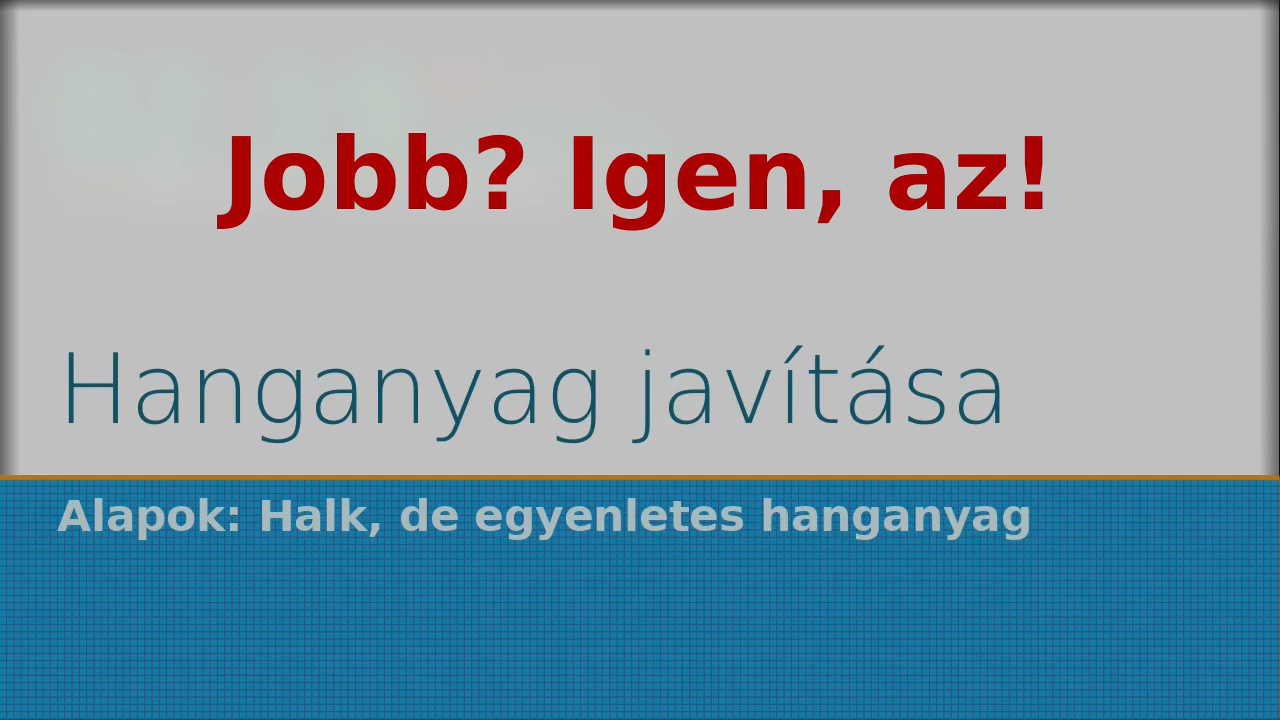 Jobb? Igen, az!
Hanganyag javítása
Alapok: Halk, de egyenletes hanganyag